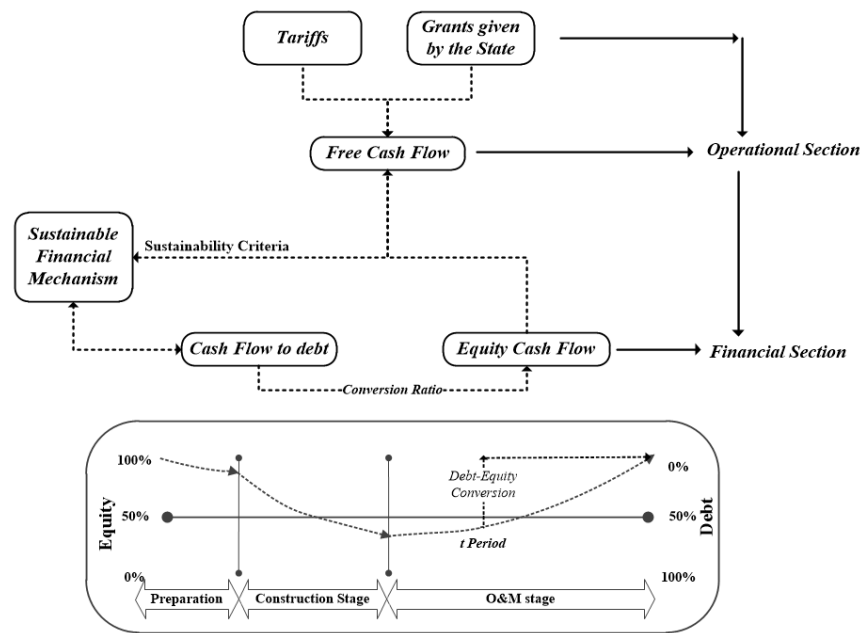 Tariffs
Grants given
by the State
Free Cash Flow
Operational Section
Sustainable
Financial
Mechanism
Sustainability Criteria
Cash Flow to debt
Equity Cash Flow
Financial Section
Conversion Ratio
100%
0%
Debt-Equity
Conversion
Equity
50%
50%
Debt
t Period
0%
100%
Preparation
Construction Stage
O&M stage